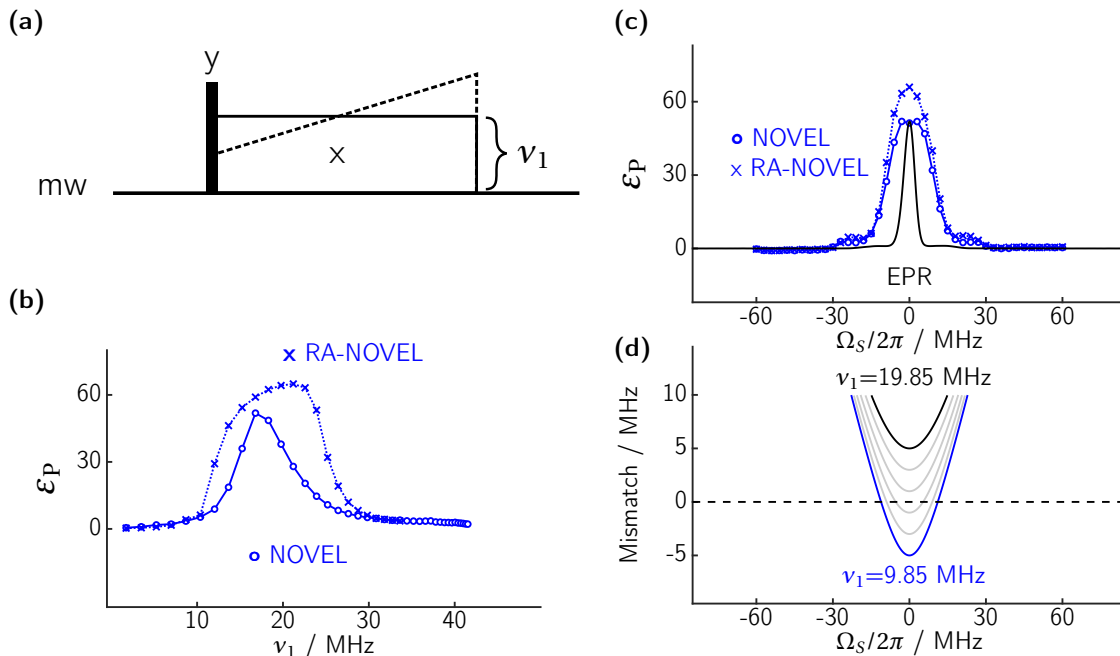 (a)
y
x
ν1
mw
(b)
60
30
0
εP
x RA-NOVEL
o NOVEL
10
20
30
40
50
ν1 / MHz
(c)
60
30
0
εP
o NOVEL
x RA-NOVEL
EPR
-60
-30
0
30
60
ΩS/2π / MHz
(d)
ν1=19.85 MHz
10
5
0
-5
Mismatch / MHz
ν1=9.85 MHz
-60
-30
0
30
60
ΩS/2π / MHz